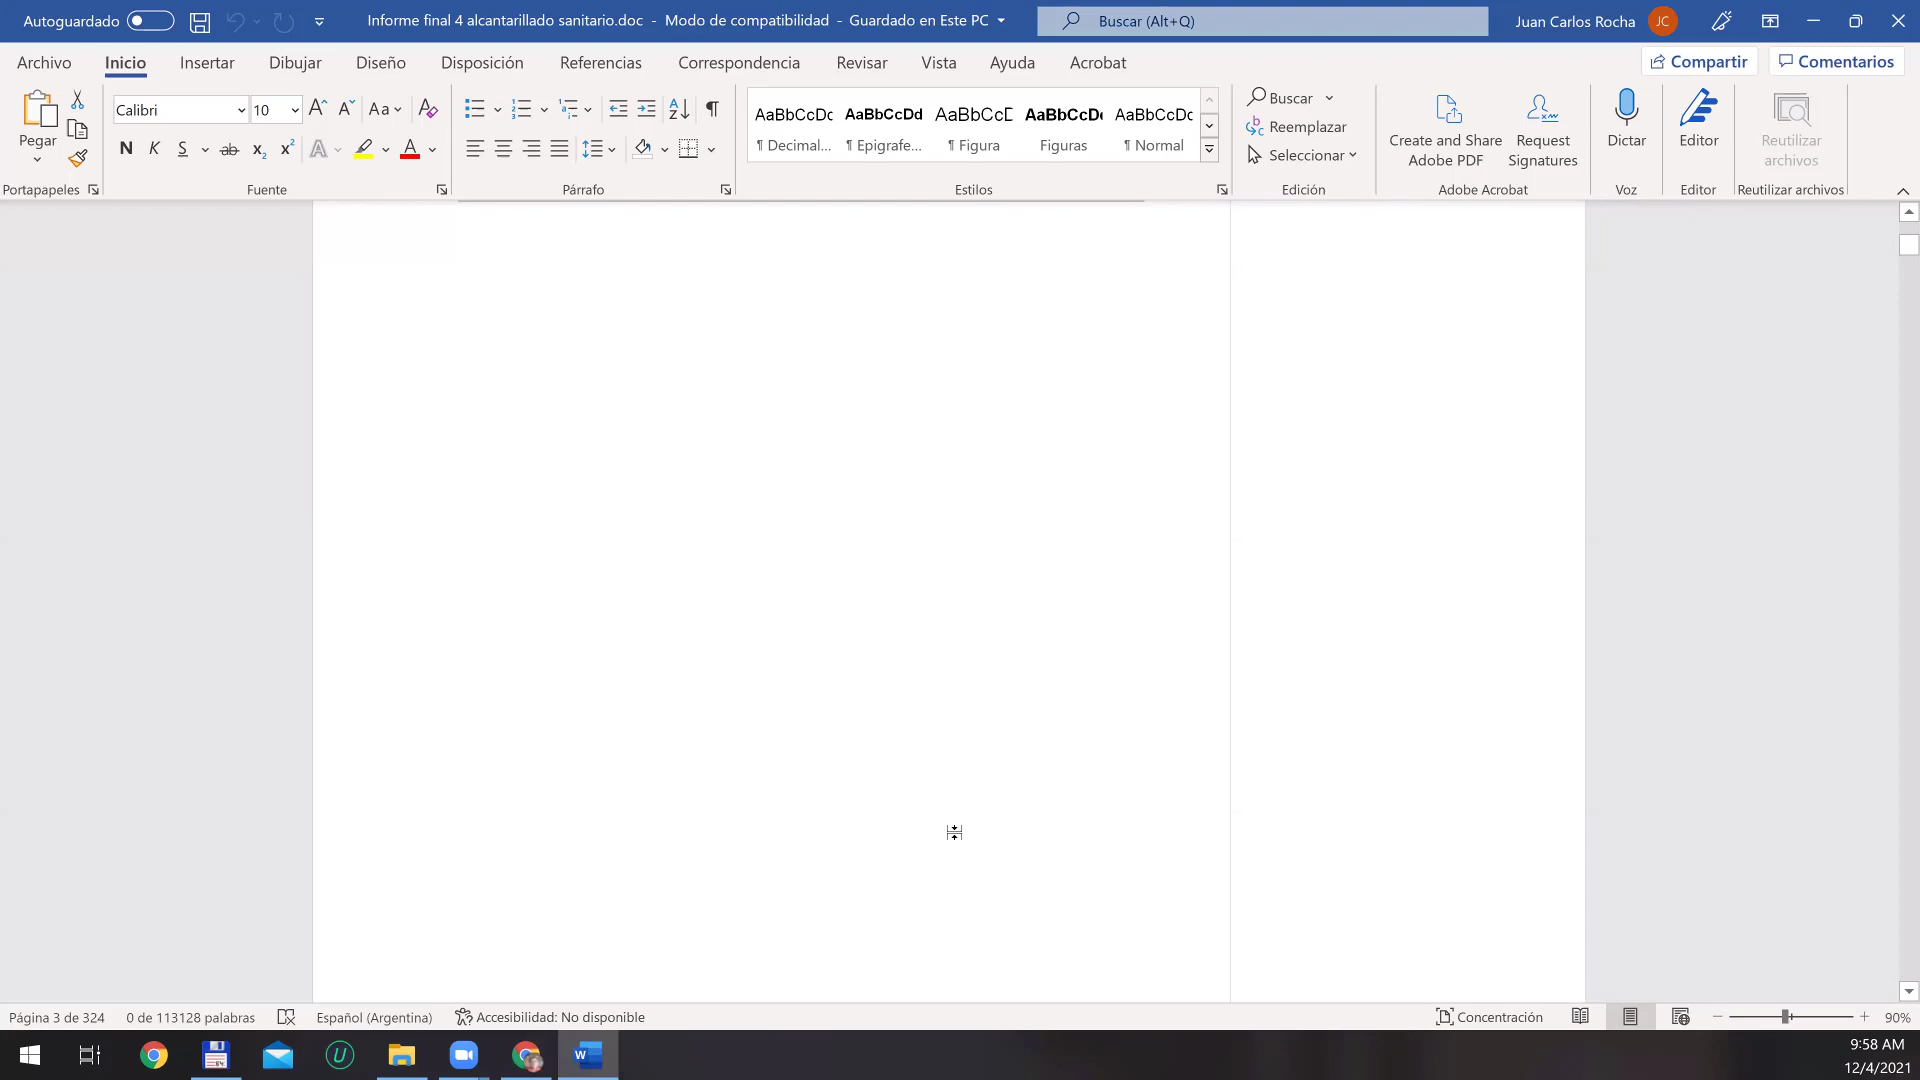 Autoguardado
Informe final 4 alcantarillado sanitario.doc - Modo de compatibilidad - Guardado en Este PC
Buscar (Alt+Q)
Juan Carlos Rocha JC
Archivo Inicio Insertar Dibujar Diseño Disposición Referencias Correspondencia Revisar Vista Ayuda Acrobat
Compartir Comentarios
Pegar
Portapapeles
Calibri 10
Aa
N K S ab x2 x2 A A
Fuente
Párrafo
AaBbCcDc AaBbCcDd AaBbCcD AaBbCcD AaBbCcDc
¶ Decimal... ¶ Epigrafe... ¶ Figura Figuras ¶ Normal
Estilos
Buscar
Reemplazar
Seleccionar
Edición
Create and Share
Adobe PDF
Request
Signatures
Adobe Acrobat
Dictar
Voz
Editor
Editor
Reutilizar
archivos
Reutilizar archivos
Página 3 de 324 0 de 113128 palabras Español (Argentina) Accesibilidad: No disponible
Concentración 90%
9:58 AM
12/4/2021